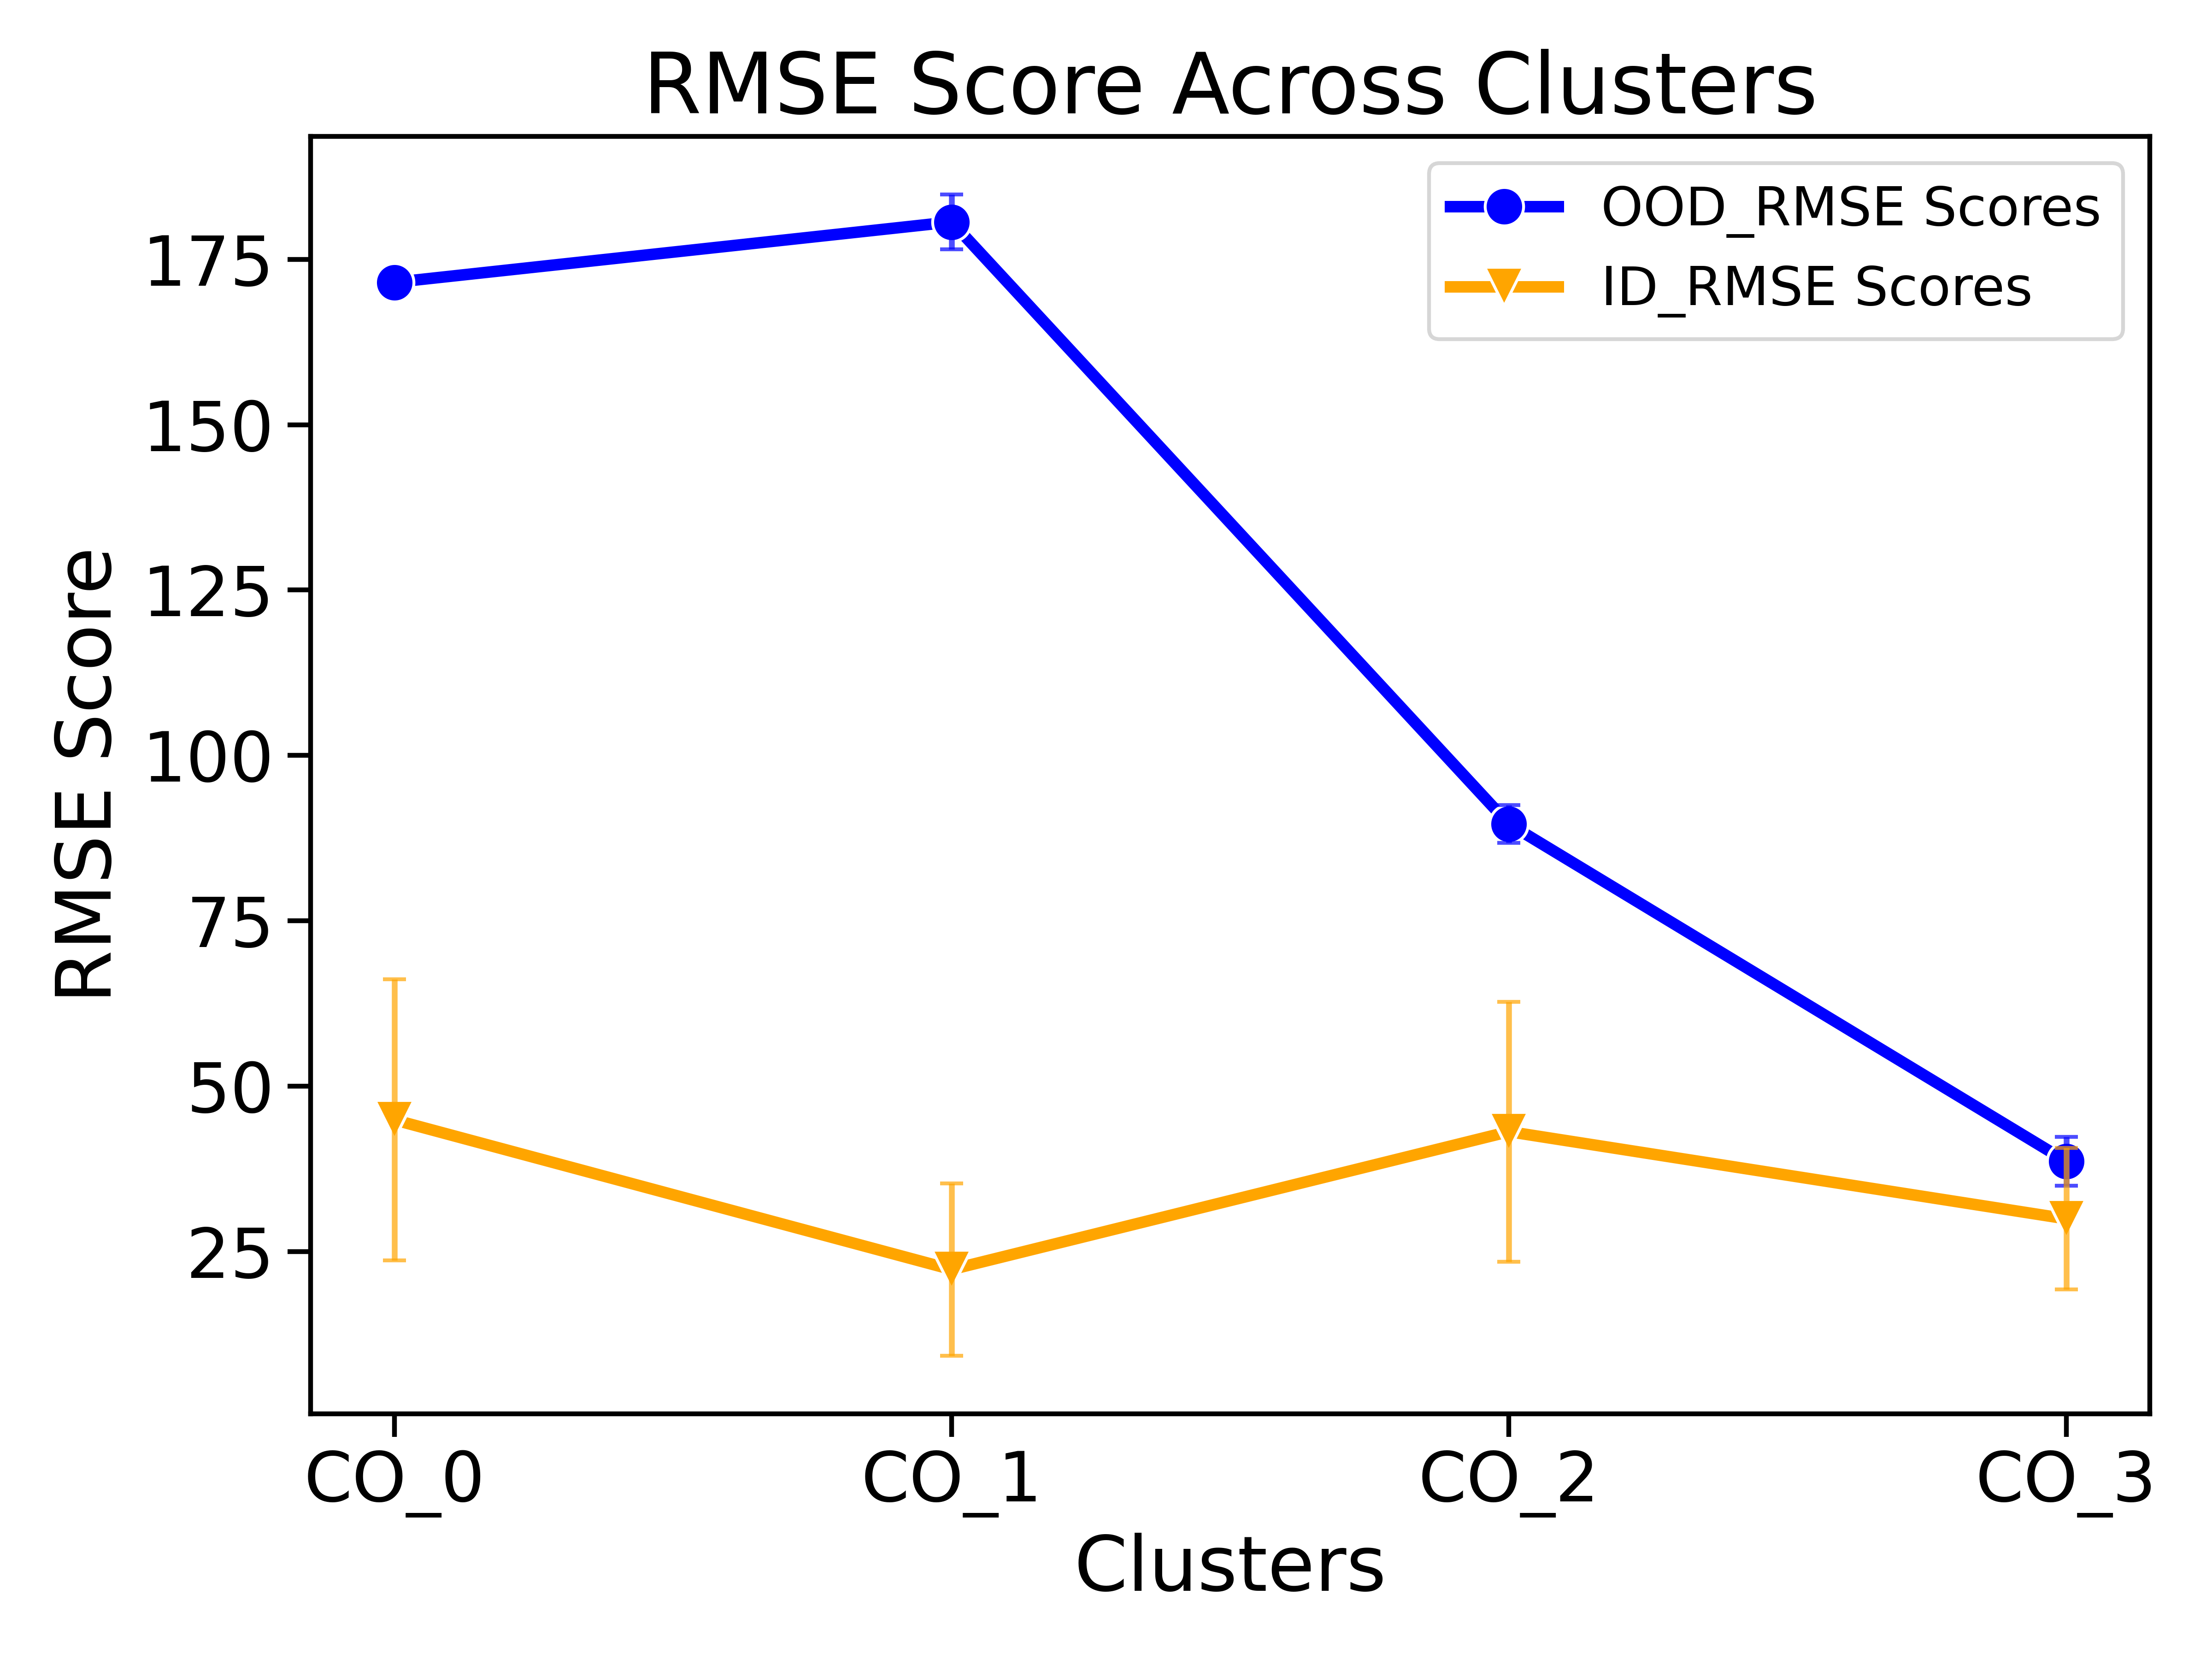 RMSE Score Across Clusters
OOD_RMSE Scores
ID_RMSE Scores
RMSE Score
175
150
125
100
75
50
25
CO_0
CO_1
CO_2
CO_3
Clusters